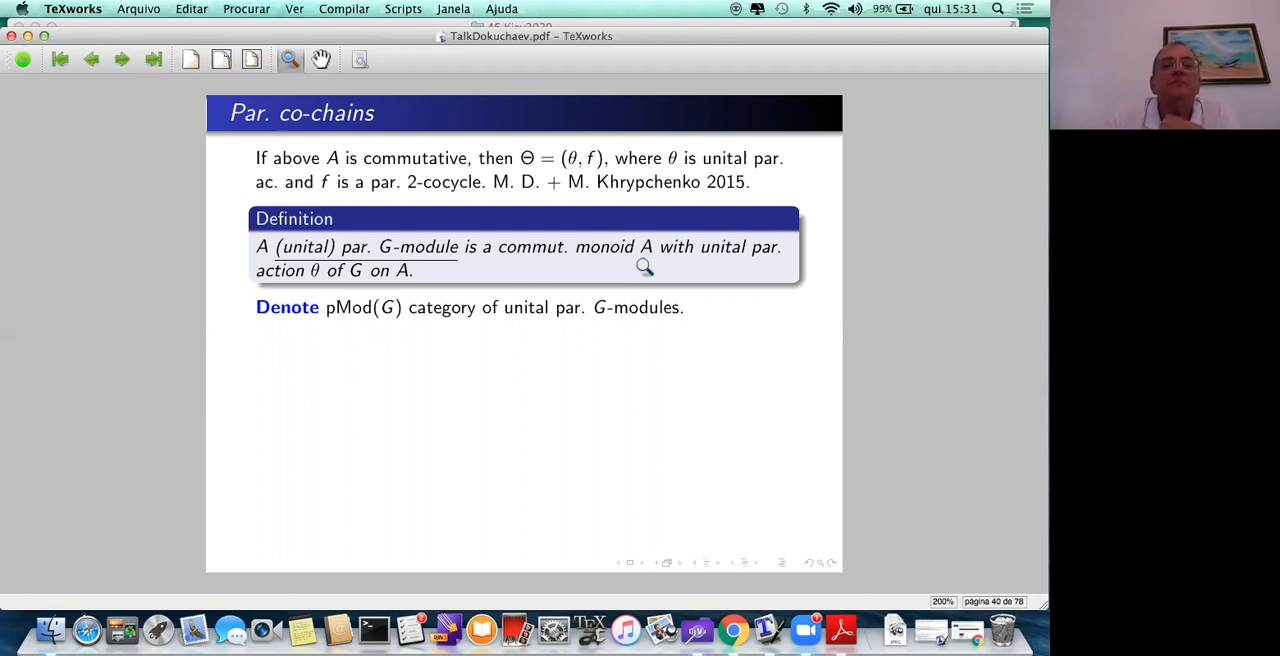 TeXworks Arquivo Editar Procurar Ver Compilar Scripts Janela Ajuda 99% qui 15:31
TalkDokuchaev.pdf - TeXworks
Par. co-chains
If above A is commutative, then Θ = (θ, f), where θ is unital par.
ac. and f is a par. 2-cocycle. M. D. + M. Khrypchenko 2015.
Definition
A (unital) par. G-module is a commut. monoid A with unital par.
action θ of G on A.
Denote pMod(G) category of unital par. G-modules.
200% página 40 de 78